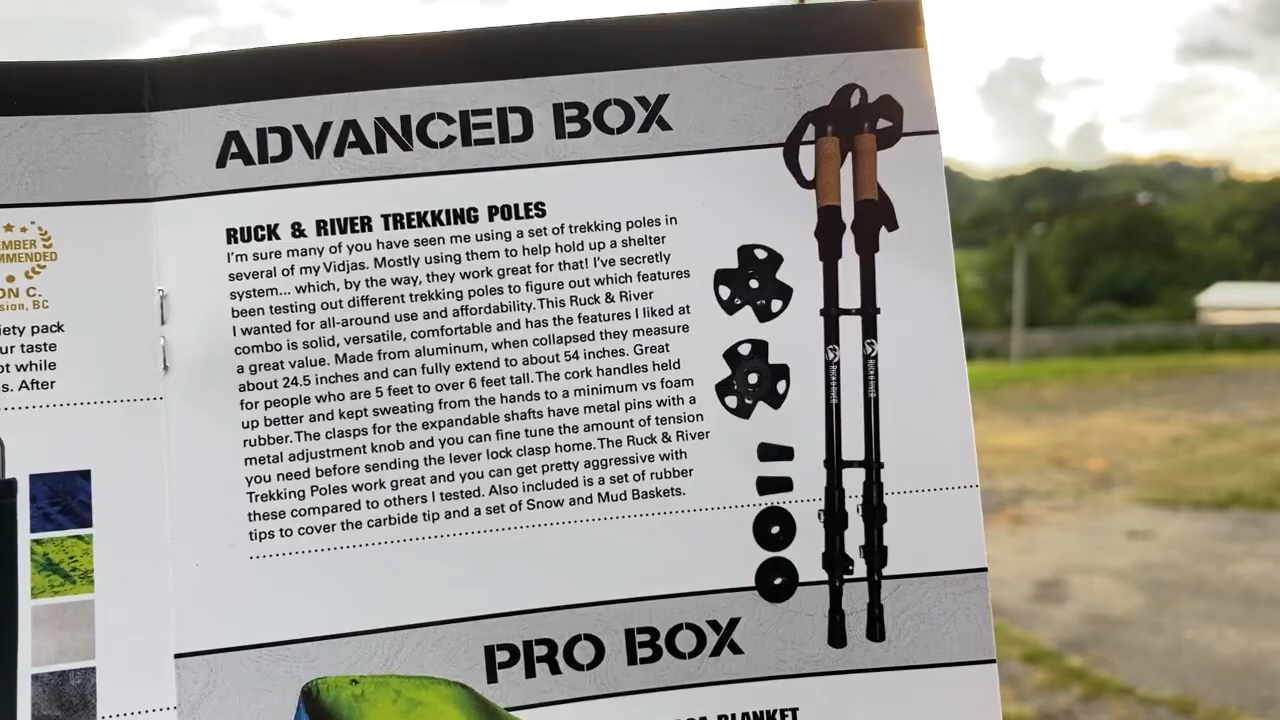 ADVANCED BOX
RUCK & RIVER TREKKING POLES
I'm sure many of you have seen me using a set of trekking poles in
several of my Vidjas. Mostly using them to help hold up a shelter
system... which, by the way, they work great for that! I've secretly
been testing out different trekking poles to figure out which features
I wanted for all-around use and affordability. This Ruck & River
combo is solid, versatile, comfortable and has the features I liked at
a great value. Made from aluminum, when collapsed they measure
about 24.5 inches and can fully extend to about 54 inches. Great
for people who are 5 feet to over 6 feet tall. The cork handles held
up better and kept sweating from the hands to a minimum vs foam
rubber. The clasps for the expandable shafts have metal pins with a
metal adjustment knob and you can fine tune the amount of tension
you need before sending the lever lock clasp home. The Ruck & River
Trekking Poles work great and you can get pretty aggressive with
these compared to others I tested. Also included is a set of rubber
tips to cover the carbide tip and a set of Snow and Mud Baskets.
RUCK & RIVER
RUCK & RIVER
PRO BOX
BLANKET
EMBER
MMENDED
ON C.
sion, BC
iety pack
ur taste
ot while
s. After